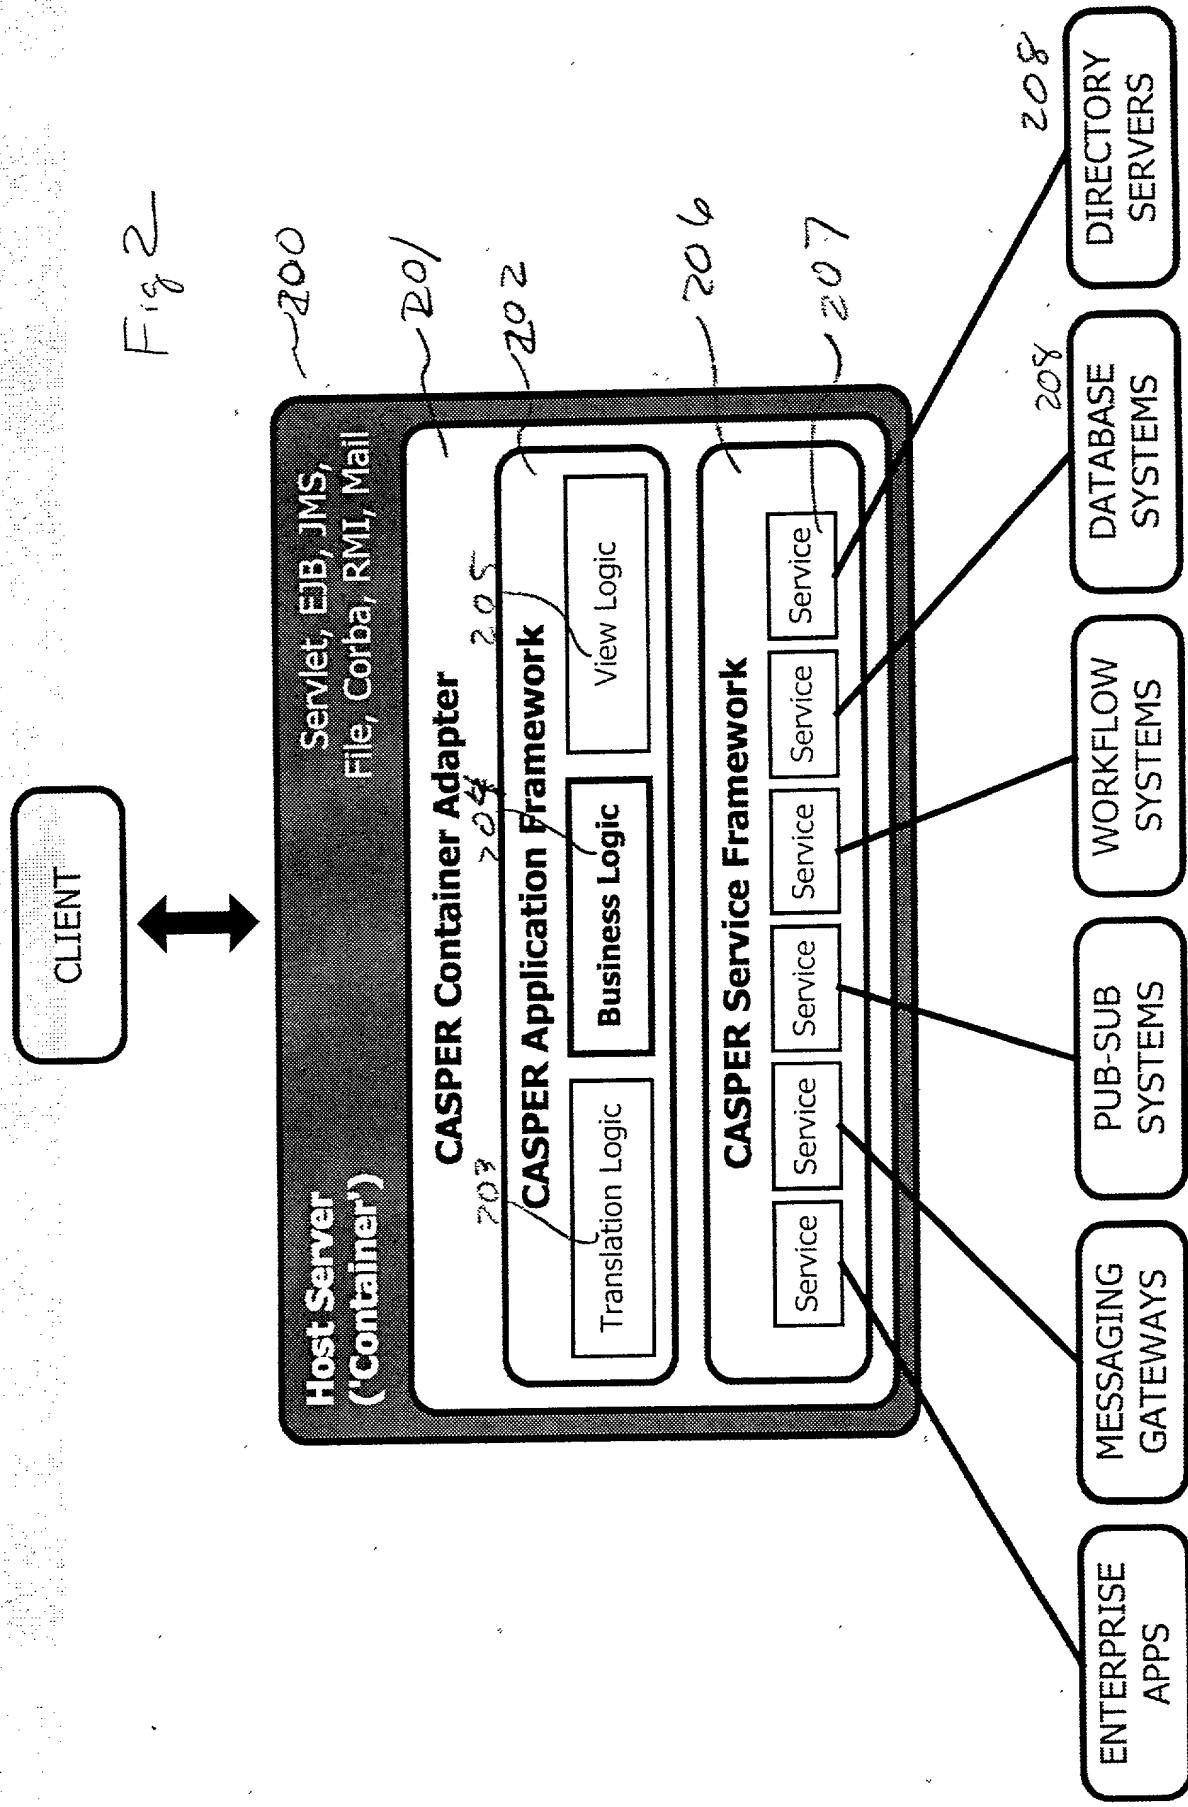 Fig 2
CLIENT
200
Host Server
('Container')
Servlet, EJB, JMS,
File, Corba, RMI, Mail
201
CASPER Container Adapter
202
203
204
205
CASPER Application Framework
Translation Logic
Business Logic
View Logic
206
CASPER Service Framework
207
Service
Service
Service
Service
Service
Service
208
208
ENTERPRISE
APPS
MESSAGING
GATEWAYS
PUB-SUB
SYSTEMS
WORKFLOW
SYSTEMS
DATABASE
SYSTEMS
DIRECTORY
SERVERS